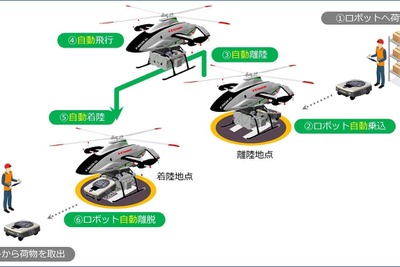 ①ロボットへ荷
②ロボット自動乗込
離陸地点
③自動離陸
④自動飛行
⑤自動着陸
着陸地点
⑥ロボット自動離脱
から荷物を取出